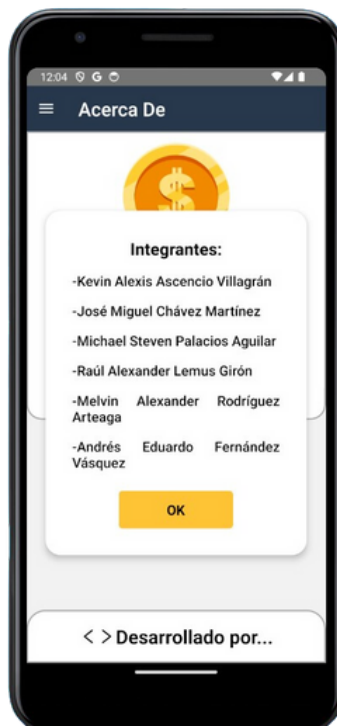 12:04
Acerca De
$
Integrantes:
-Kevin Alexis Ascencio Villagrán
-José Miguel Chávez Martínez
-Michael Steven Palacios Aguilar
-Raúl Alexander Lemus Girón
-Melvin Alexander Rodríguez
Arteaga
-Andrés Eduardo Fernández
Vásquez
OK
< > Desarrollado por...